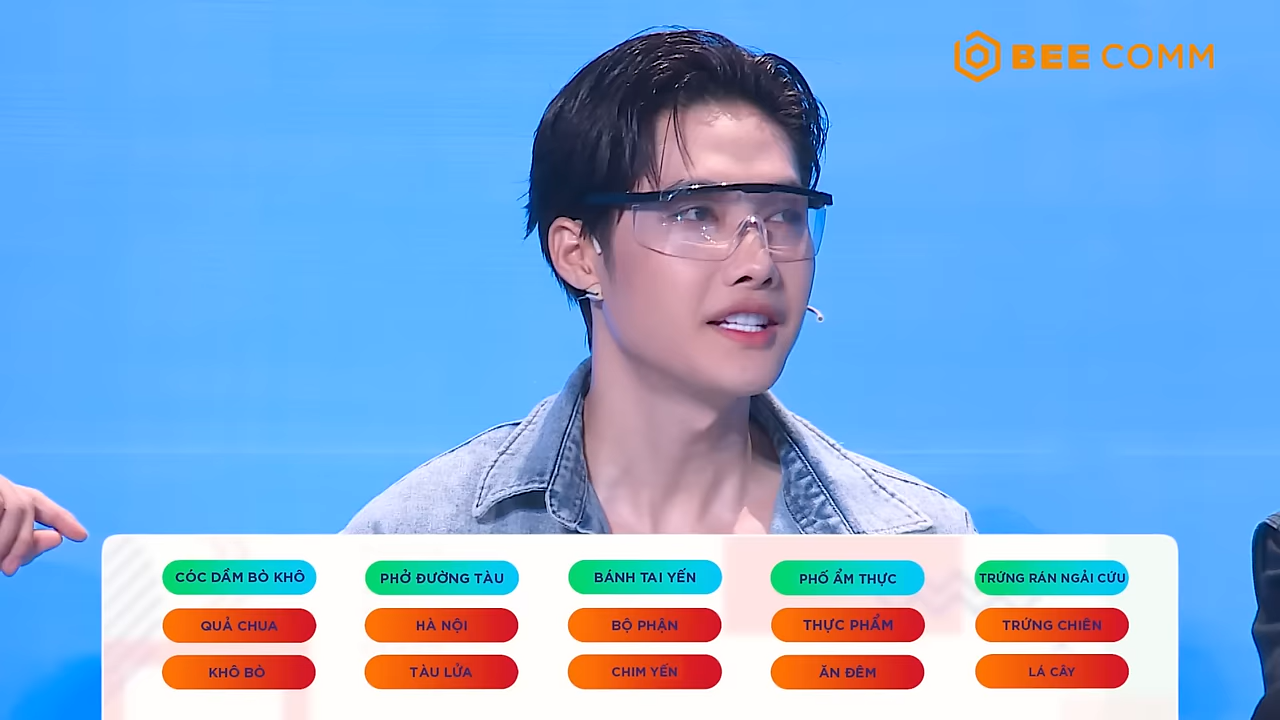 BEE COMM
CÓC DẦM BÒ KHÔ
PHỞ ĐƯỜNG TÀU
BÁNH TAI YẾN
PHỐ ẨM THỰC
TRỨNG RÁN NGẢI CỨU
QUẢ CHUA
HÀ NỘI
BỘ PHẬN
THỰC PHẨM
TRỨNG CHIÊN
KHÔ BÒ
TÀU LỬA
CHIM YẾN
ĂN ĐÊM
LÁ CÂY